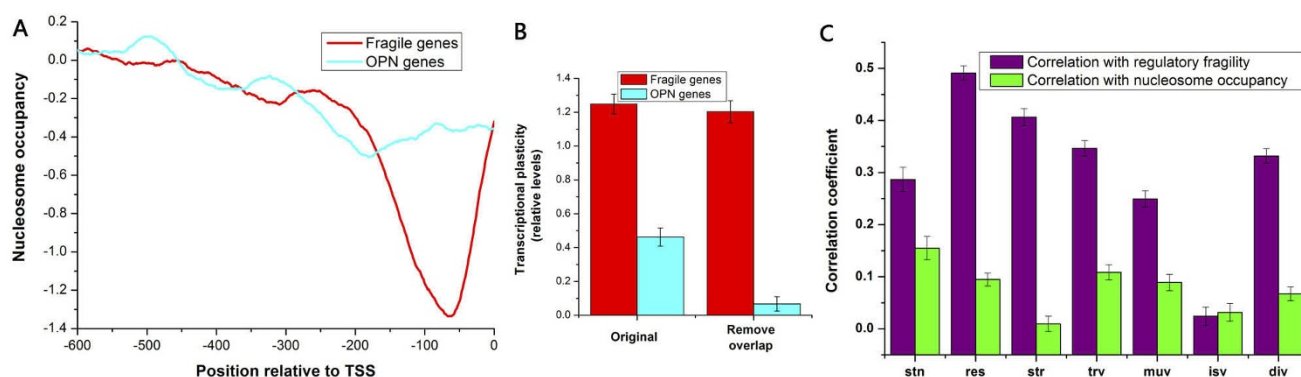 A
Nucleosome occupancy
0.2
0.0
-0.2
-0.4
-0.6
-0.8
-1.0
-1.2
-1.4
Fragile genes
OPN genes
-600
-500
-400
-300
-200
-100
0
Position relative to TSS
B
Transcriptional plasticity
(relative levels)
1.4
1.2
1.0
0.8
0.6
0.4
0.2
0.0
Fragile genes
OPN genes
Original
Remove
overlap
C
Correlation coefficient
0.5
0.4
0.3
0.2
0.1
0.0
Correlation with regulatory fragility
Correlation with nucleosome occupancy
stn
res
str
trv
muv
isv
div